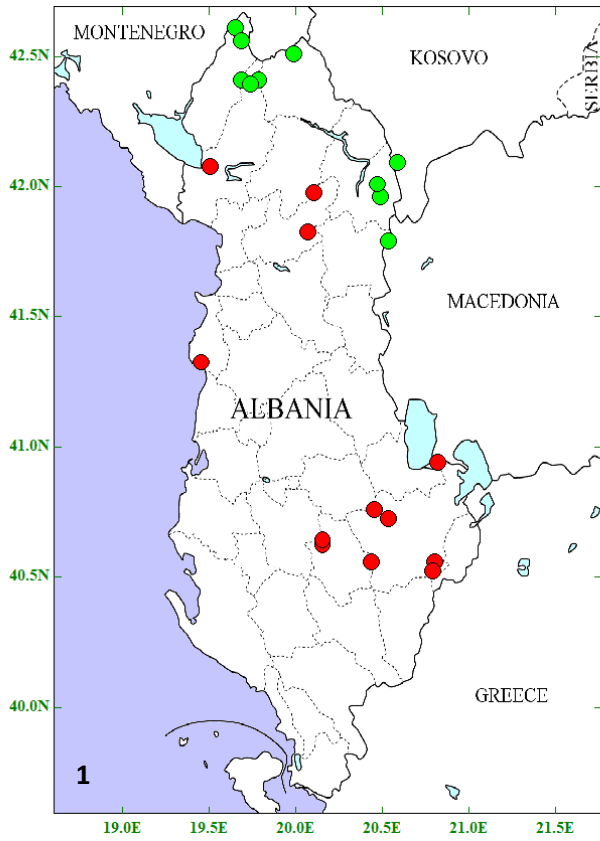 MONTENEGRO
KOSOVO
SERBIA
MACEDONIA
ALBANIA
GREECE
1
42.5N
42.0N
41.5N
41.0N
40.5N
40.0N
19.0E 19.5E 20.0E 20.5E 21.0E 21.5E